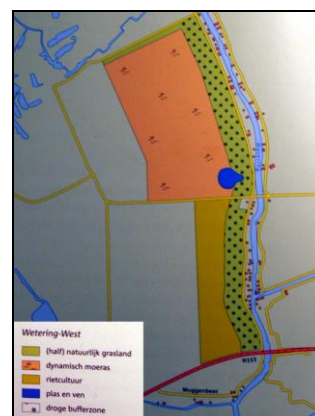 N333
Muggenbeet
Wetering-West
(half) natuurlijk grasland
dynamisch moeras
rietcultuur
plas en ven
droge bufferzone